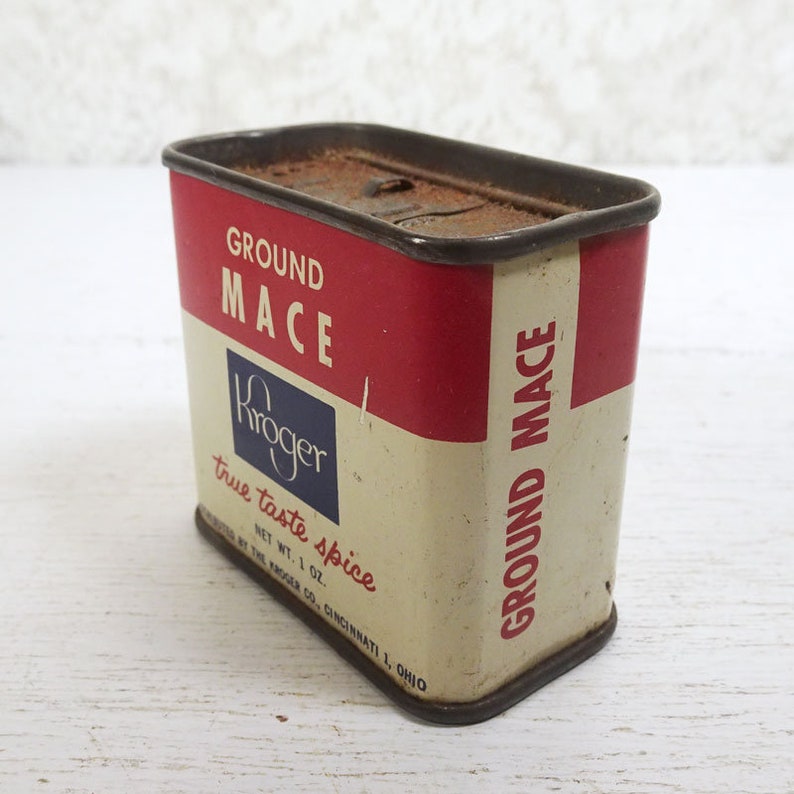 GROUND
MACE
Kroger
true taste spice
NET WT. 1 OZ.
DISTRIBUTED BY THE KROGER CO., CINCINNATI 1, OHIO
GROUND MACE